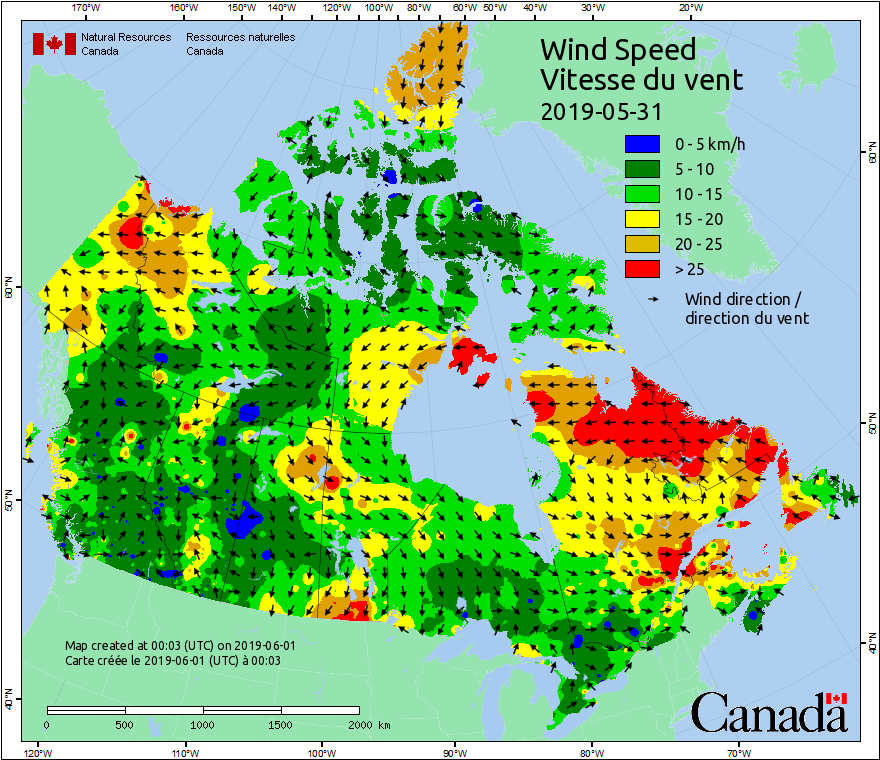 170°W 160°W 150°W 140°W 130°W 120°W 110°W 100°W 90°W 80°W 70°W 60°W 50°W 40°W 30°W 20°W
Natural Resources Ressources naturelles
Canada Canada
Wind Speed
Vitesse du vent
2019-05-31
0 - 5 km/h
5 - 10
10 - 15
15 - 20
20 - 25
> 25
Wind direction /
direction du vent
60°N
60°N
50°N
50°N
40°N
40°N
Map created at 00:03 (UTC) on 2019-06-01
Carte créée le 2019-06-01 (UTC) à 00:03
0 500 1000 1500 2000 km
Canada
120°W 110°W 100°W 90°W 80°W 70°W